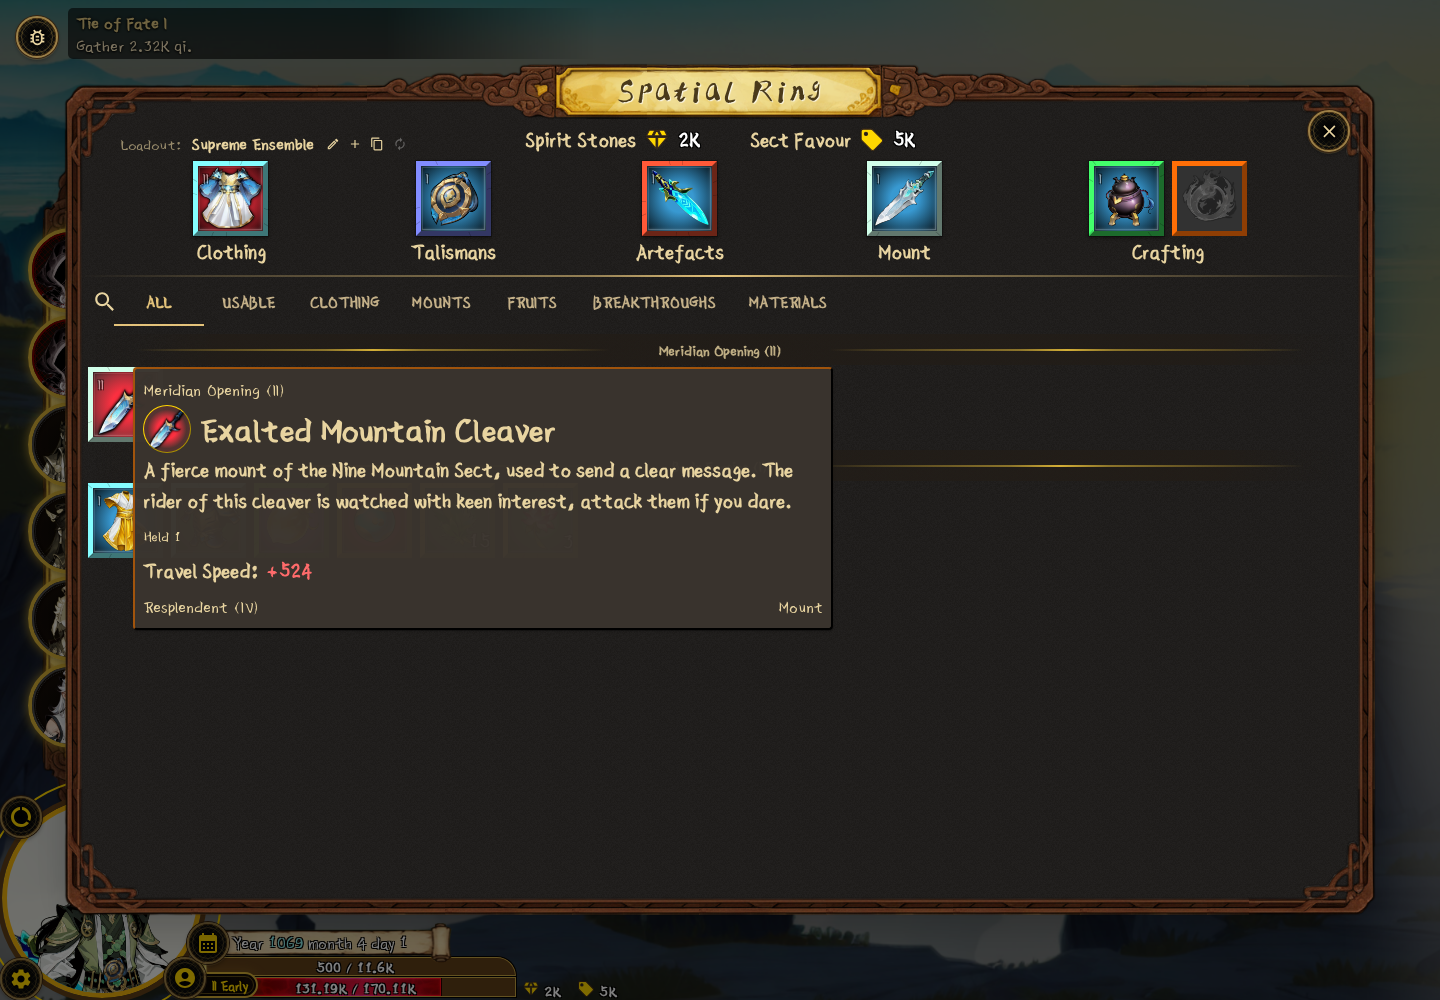 Tie of Fate I
Gather 2.32K qi.
Spatial Ring
Loadout: Supreme Ensemble
Spirit Stones 2K
Sect Favour 5K
II
I
I
I
I
Clothing
Talismans
Artefacts
Mount
Crafting
ALL
USABLE
CLOTHING
MOUNTS
FRUITS
BREAKTHROUGHS
MATERIALS
Meridian Opening (II)
II
Meridian Opening (II)
Exalted Mountain Cleaver
A fierce mount of the Nine Mountain Sect, used to send a clear message. The
rider of this cleaver is watched with keen interest, attack them if you dare.
I
Held 1
Travel Speed: +524
Resplendent (IV)
Mount
Year 1069 month 4 day 1
500 / 11.6K
II Early
131.19K / 170.11K
2K
5K